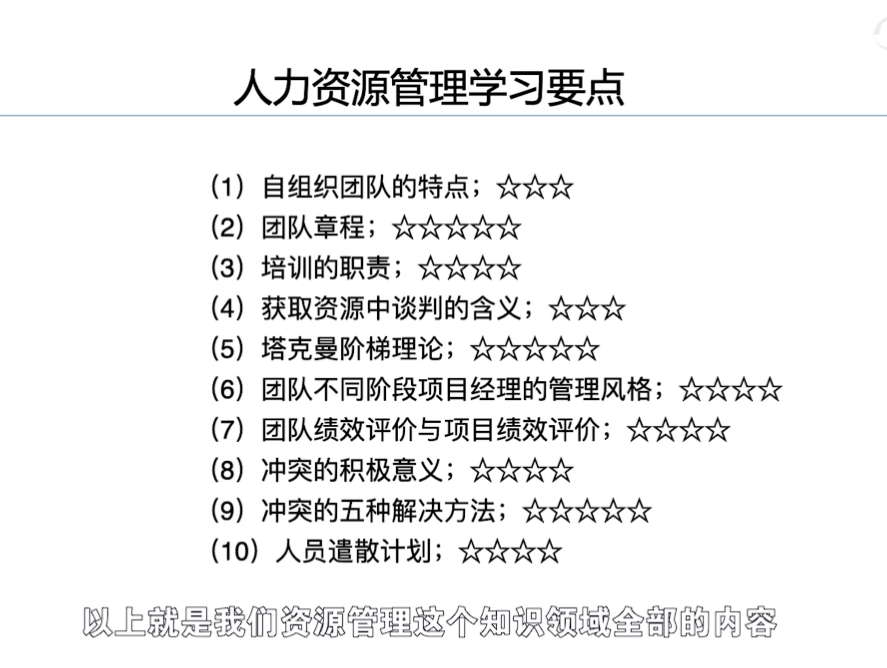 人力资源管理学习要点
（1）自组织团队的特点；☆☆☆
（2）团队章程；☆☆☆☆☆
（3）培训的职责；☆☆☆☆
（4）获取资源中谈判的含义；☆☆☆
（5）塔克曼阶梯理论；☆☆☆☆☆
（6）团队不同阶段项目经理的管理风格；☆☆☆☆
（7）团队绩效评价与项目绩效评价；☆☆☆☆
（8）冲突的积极意义；☆☆☆☆
（9）冲突的五种解决方法；☆☆☆☆☆
（10）人员遣散计划；☆☆☆☆
以上就是我们资源管理这个知识领域全部的内容